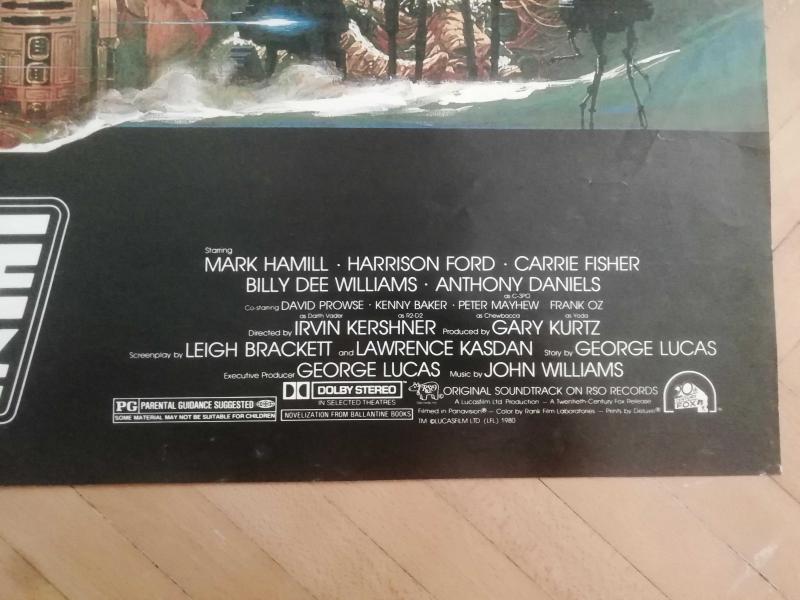 Starring
MARK HAMILL · HARRISON FORD · CARRIE FISHER
BILLY DEE WILLIAMS · ANTHONY DANIELS
as C-3PO
Co-starring DAVID PROWSE · KENNY BAKER · PETER MAYHEW FRANK OZ
as Darth Vader as R2-D2 as Chewbacca as Yoda
Directed by IRVIN KERSHNER Produced by GARY KURTZ
Screenplay by LEIGH BRACKETT and LAWRENCE KASDAN Story by GEORGE LUCAS
Executive Producer GEORGE LUCAS Music by JOHN WILLIAMS
DOLBY STEREO ORIGINAL SOUNDTRACK ON RSO RECORDS
IN SELECTED THEATRES
A Lucasfilm Ltd Production — A Twentieth Century-Fox Release
PG PARENTAL GUIDANCE SUGGESTED
SOME MATERIAL MAY NOT BE SUITABLE FOR CHILDREN
NOVELIZATION FROM BALLANTINE BOOKS
Filmed in Panavision® — Color by Rank Film Laboratories — Prints by Deluxe®
TM ©LUCASFILM LTD (LFL) 1980
FOX